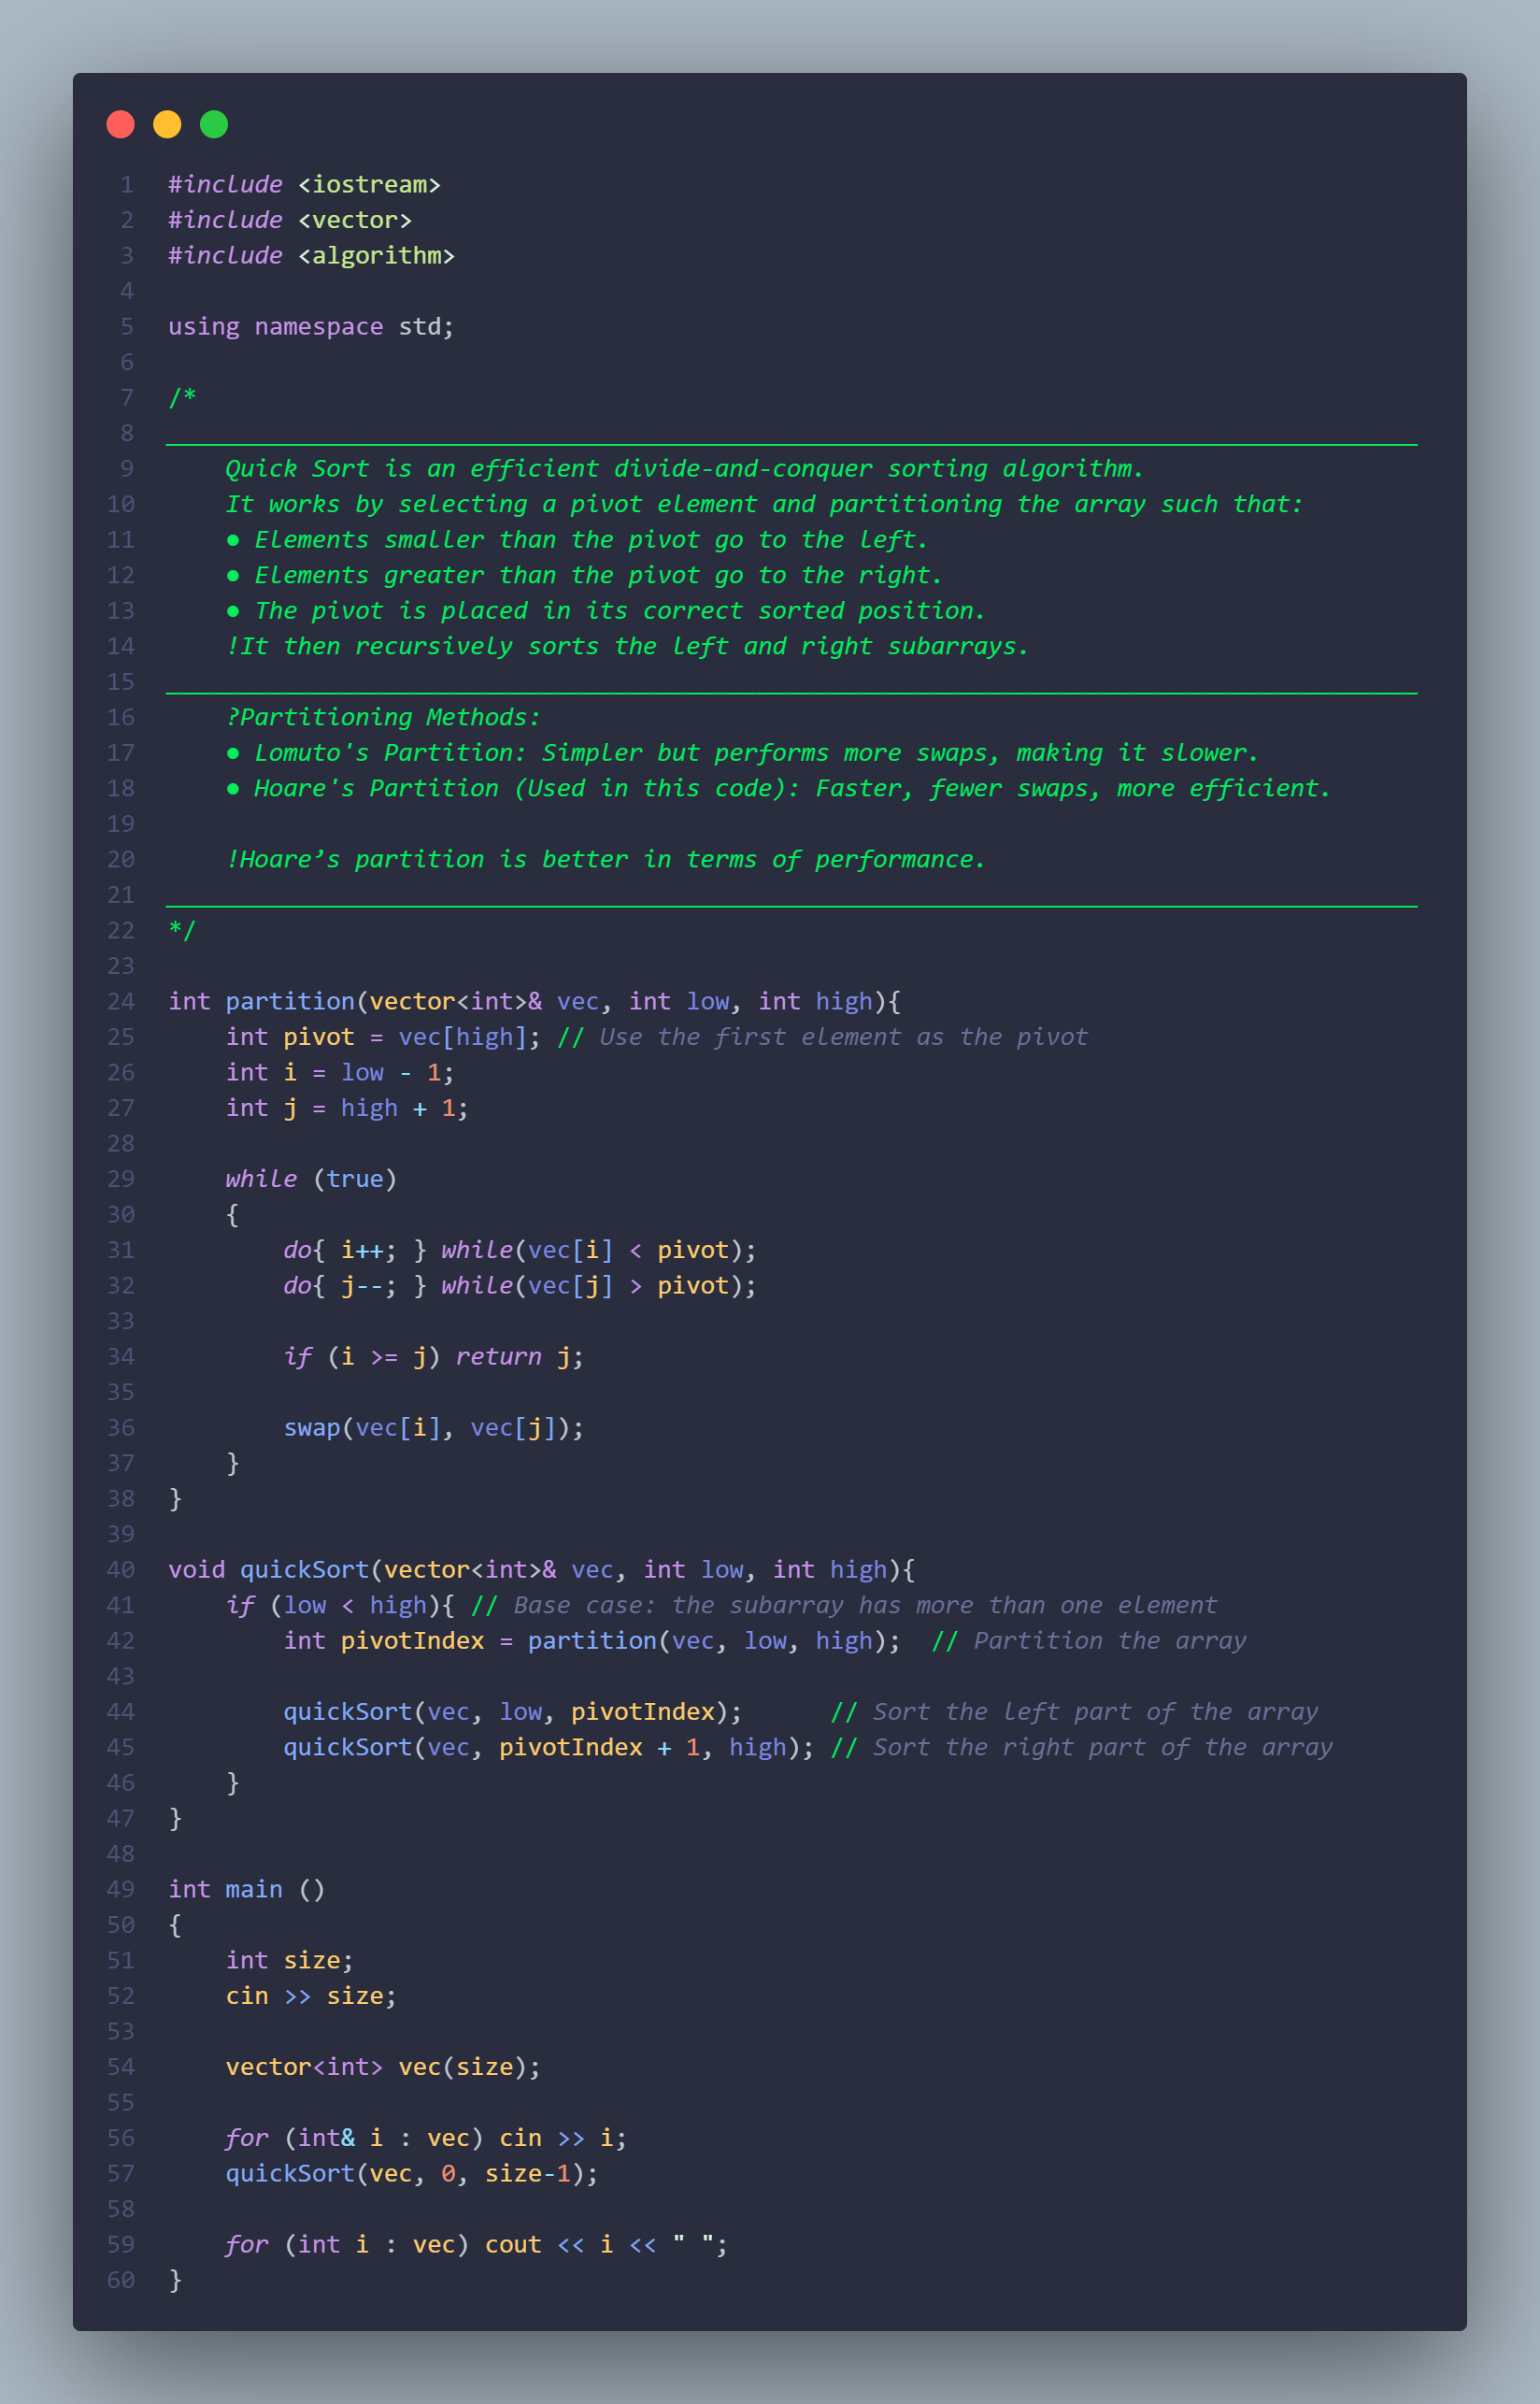 1 #include <iostream>
2 #include <vector>
3 #include <algorithm>
4
5 using namespace std;
6
7 /*
8 _______________________________________________________________________________________
9     Quick Sort is an efficient divide-and-conquer sorting algorithm.
10     It works by selecting a pivot element and partitioning the array such that:
11     ● Elements smaller than the pivot go to the left.
12     ● Elements greater than the pivot go to the right.
13     ● The pivot is placed in its correct sorted position.
14     !It then recursively sorts the left and right subarrays.
15 _______________________________________________________________________________________
16     ?Partitioning Methods:
17     ● Lomuto's Partition: Simpler but performs more swaps, making it slower.
18     ● Hoare's Partition (Used in this code): Faster, fewer swaps, more efficient.
19
20     !Hoare’s partition is better in terms of performance.
21 _______________________________________________________________________________________
22 */
23
24 int partition(vector<int>& vec, int low, int high){
25     int pivot = vec[high]; // Use the first element as the pivot
26     int i = low - 1;
27     int j = high + 1;
28
29     while (true)
30     {
31         do{ i++; } while(vec[i] < pivot);
32         do{ j--; } while(vec[j] > pivot);
33
34         if (i >= j) return j;
35
36         swap(vec[i], vec[j]);
37     }
38 }
39
40 void quickSort(vector<int>& vec, int low, int high){
41     if (low < high){ // Base case: the subarray has more than one element
42         int pivotIndex = partition(vec, low, high);  // Partition the array
43
44         quickSort(vec, low, pivotIndex);      // Sort the left part of the array
45         quickSort(vec, pivotIndex + 1, high); // Sort the right part of the array
46     }
47 }
48
49 int main ()
50 {
51     int size;
52     cin >> size;
53
54     vector<int> vec(size);
55
56     for (int& i : vec) cin >> i;
57     quickSort(vec, 0, size-1);
58
59     for (int i : vec) cout << i << " ";
60 }